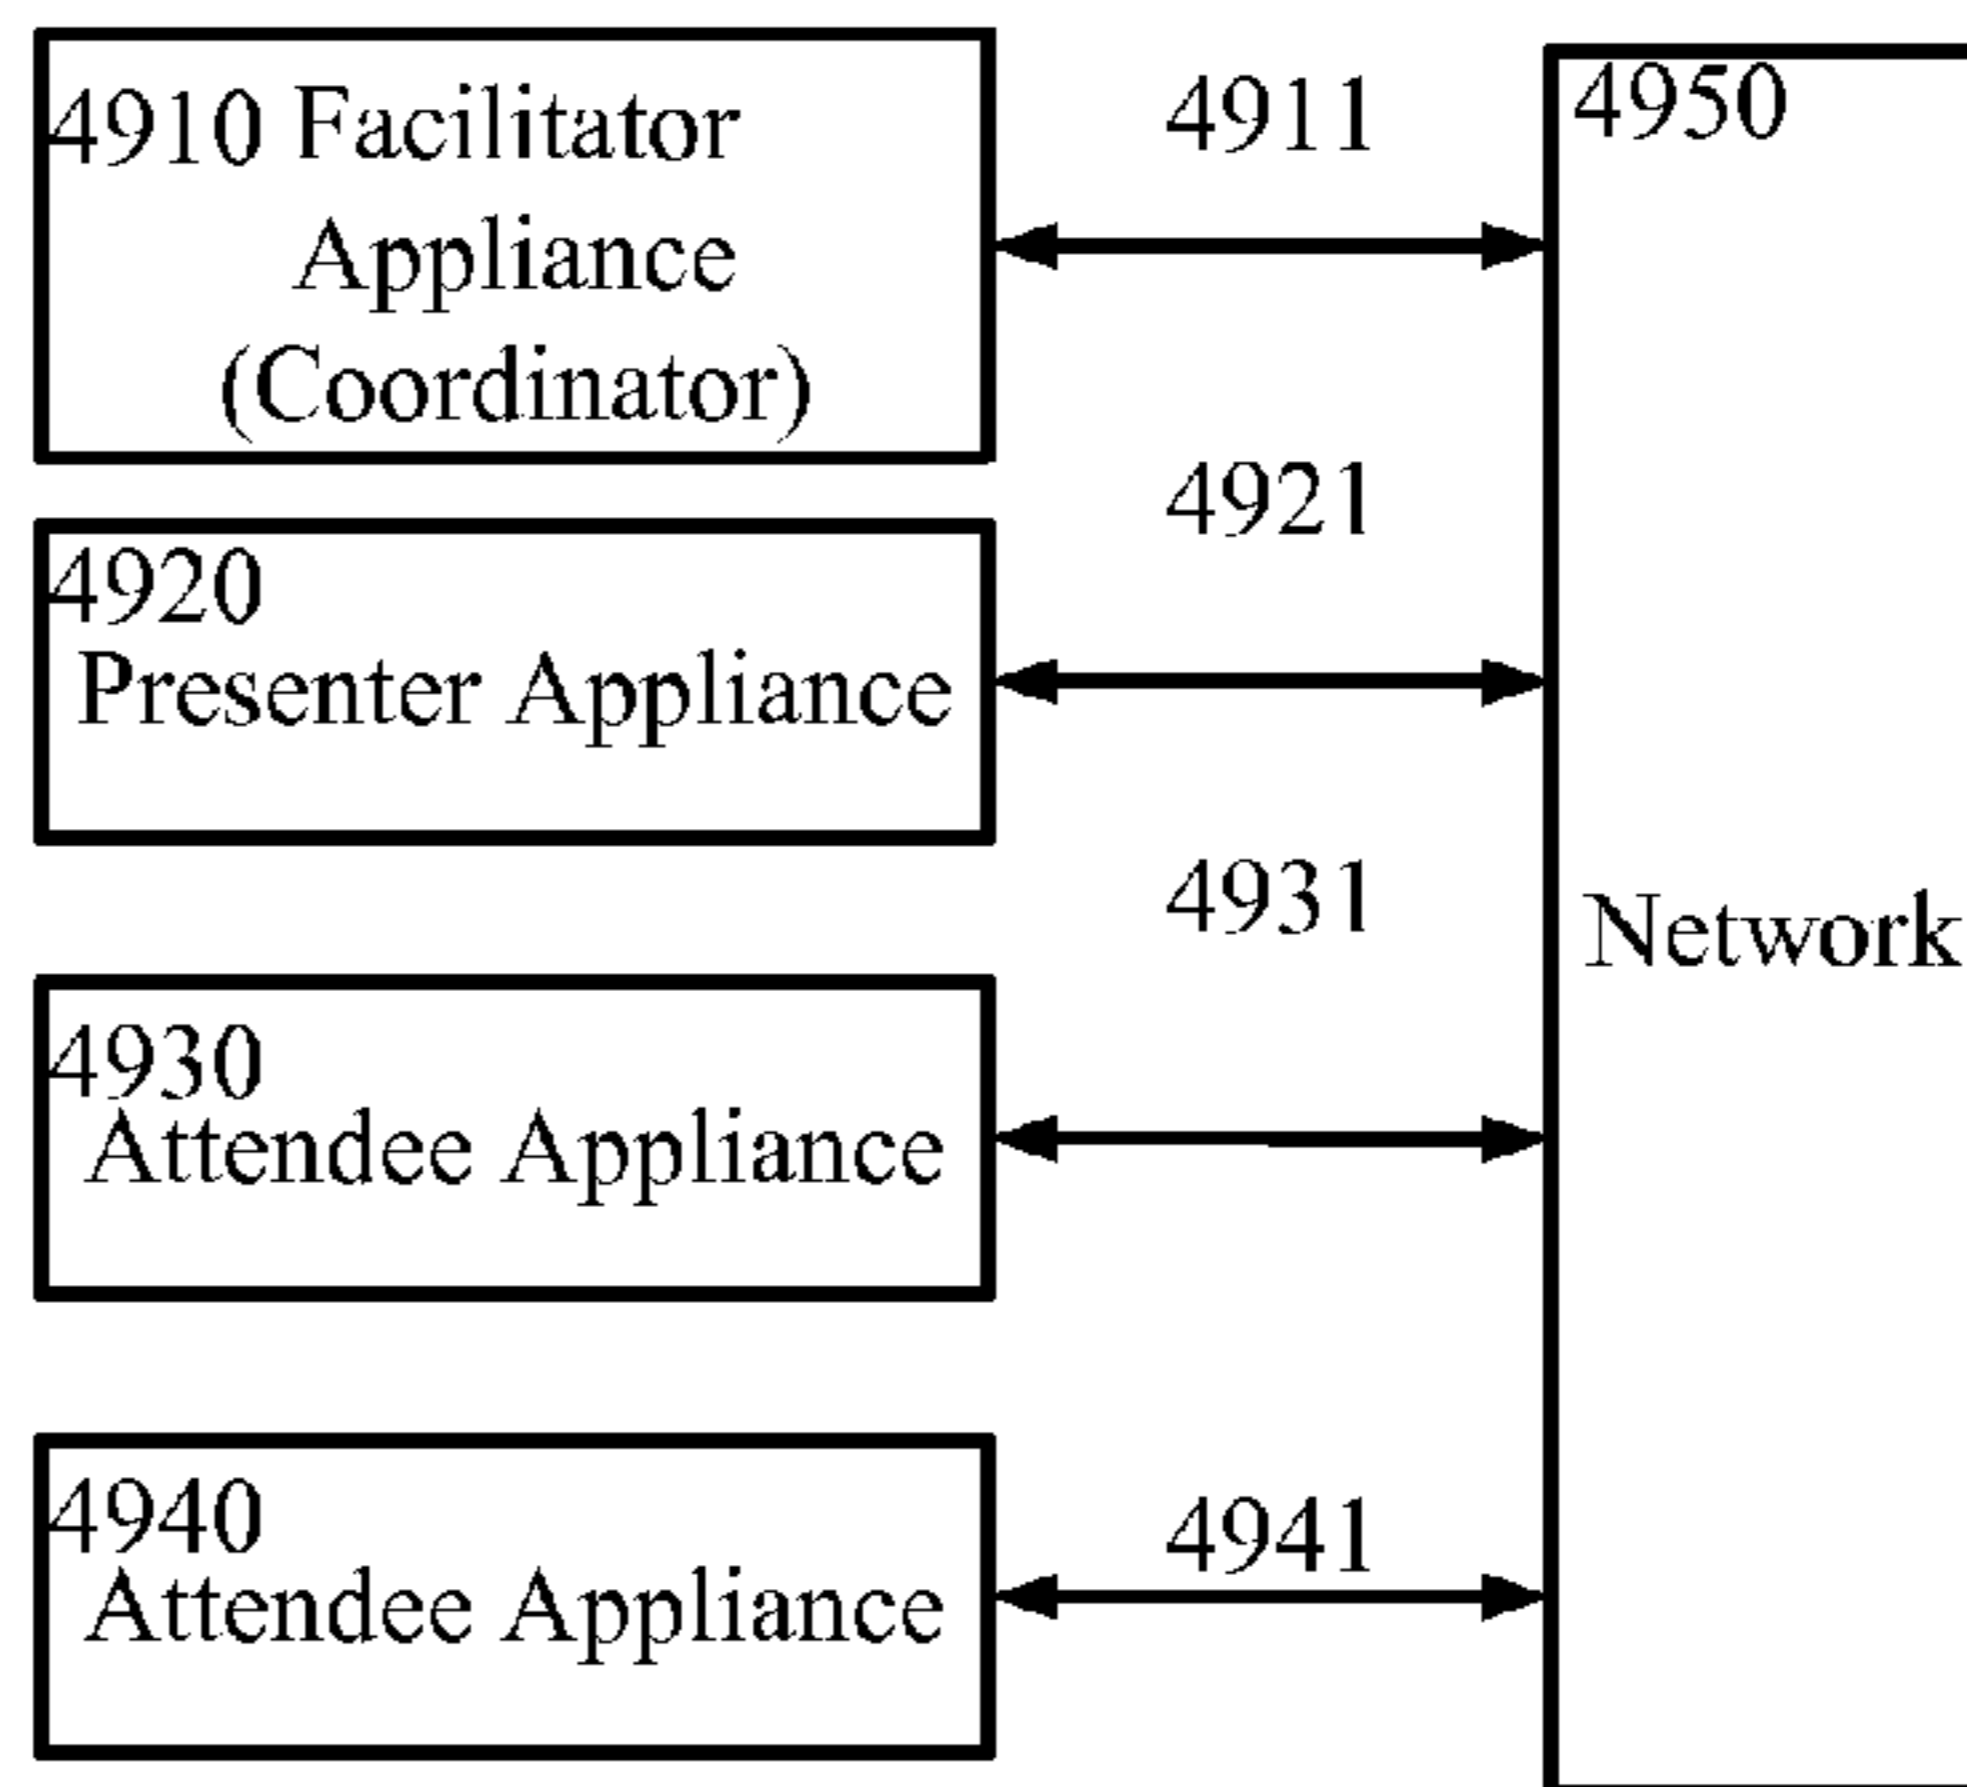 4910 Facilitator
Appliance
(Coordinator)
4911
4950
4921
4920
Presenter Appliance
4931
Network
4930
Attendee Appliance
4940
Attendee Appliance
4941